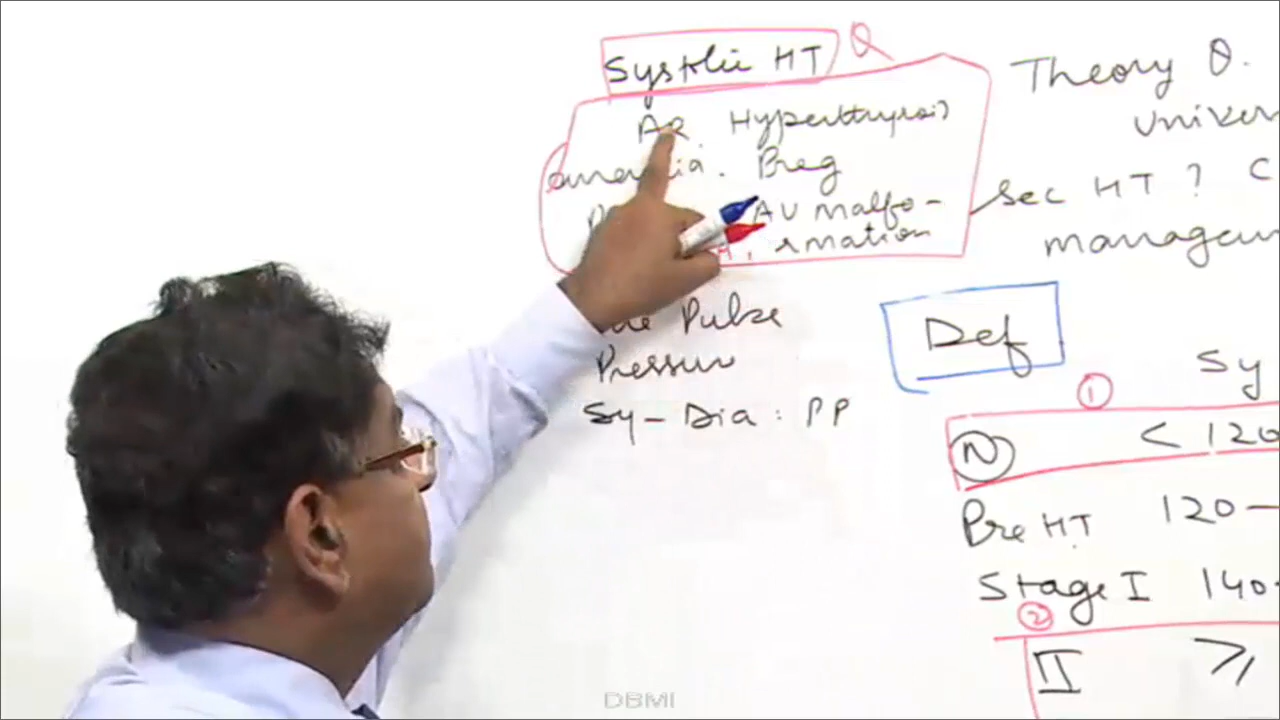 Systolic HT Q
AR. Hyperthyroid
anemia. Preg
AV malfo-
rmation
Pulse
Pressure
Sy - Dia : PP
Theory Q.
Univer
Sec HT ? C
managem
Def
Sy
①
N < 120
Pre HT 120-
Stage I 140-
②
II ≥
DBMI